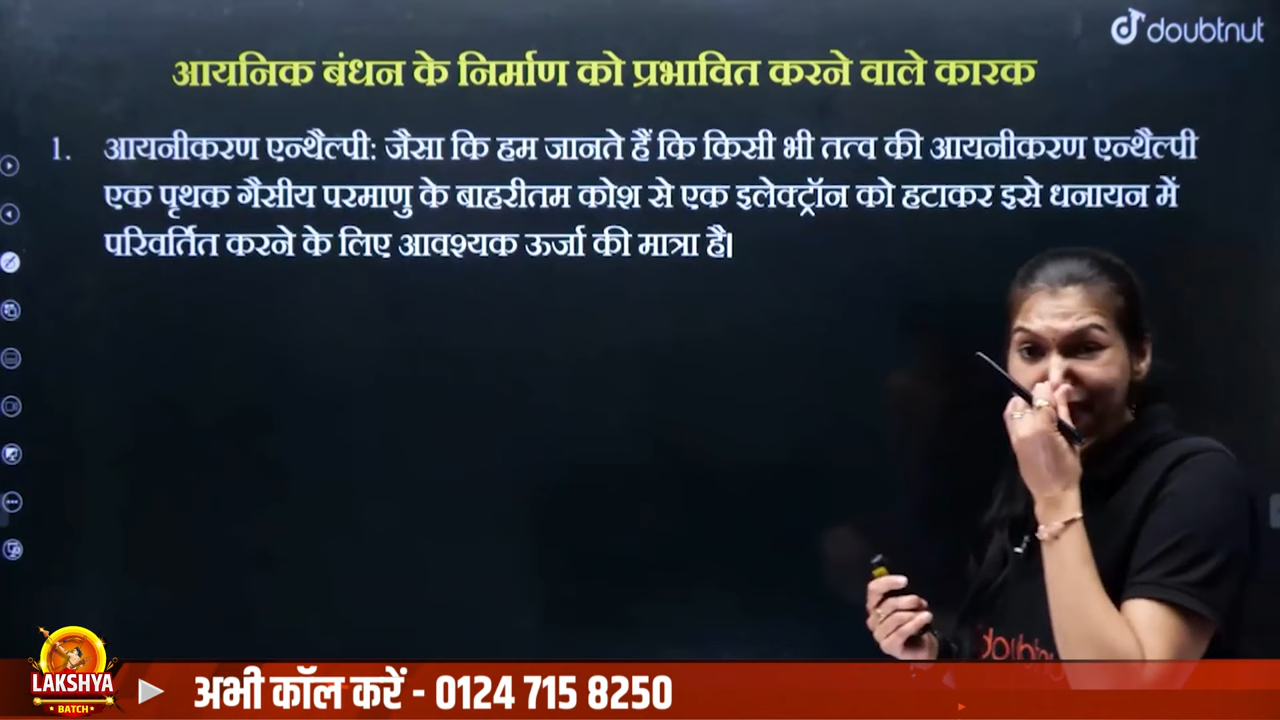 doubtnut
आयनिक बंधन के निर्माण को प्रभावित करने वाले कारक
1. आयनीकरण एन्थैल्पी: जैसा कि हम जानते हैं कि किसी भी तत्व की आयनीकरण एन्थैल्पी
एक पृथक गैसीय परमाणु के बाहरीतम कोश से एक इलेक्ट्रॉन को हटाकर इसे धनायन में
परिवर्तित करने के लिए आवश्यक ऊर्जा की मात्रा है।
LAKSHYA
BATCH
अभी कॉल करें - 0124 715 8250